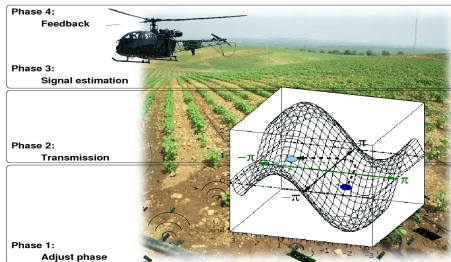 Phase 4:
Feedback
Phase 3:
Signal estimation
Phase 2:
Transmission
π
-π
π
-π
Phase 1:
Adjust phase